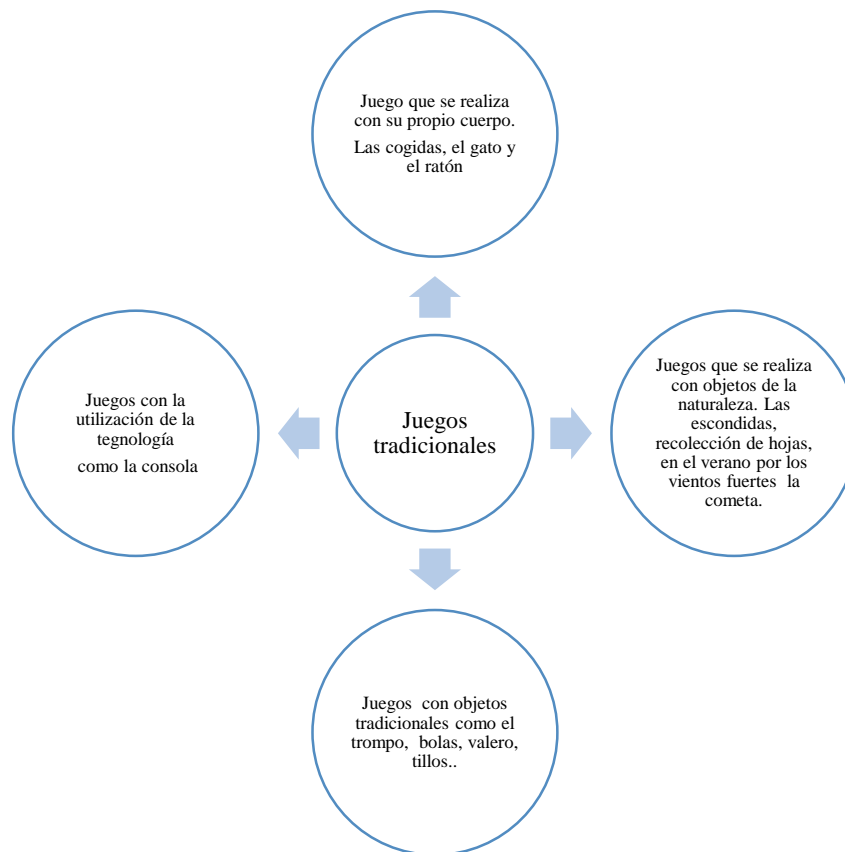 Juego que se realiza
con su propio cuerpo.
Las cogidas, el gato y
el ratón
Juegos con la
utilización de la
tegnología
como la consola
Juegos
tradicionales
Juegos que se realiza
con objetos de la
naturaleza. Las
escondidas,
recolección de hojas,
en el verano por los
vientos fuertes la
cometa.
Juegos con objetos
tradicionales como el
trompo, bolas, valero,
tillos..